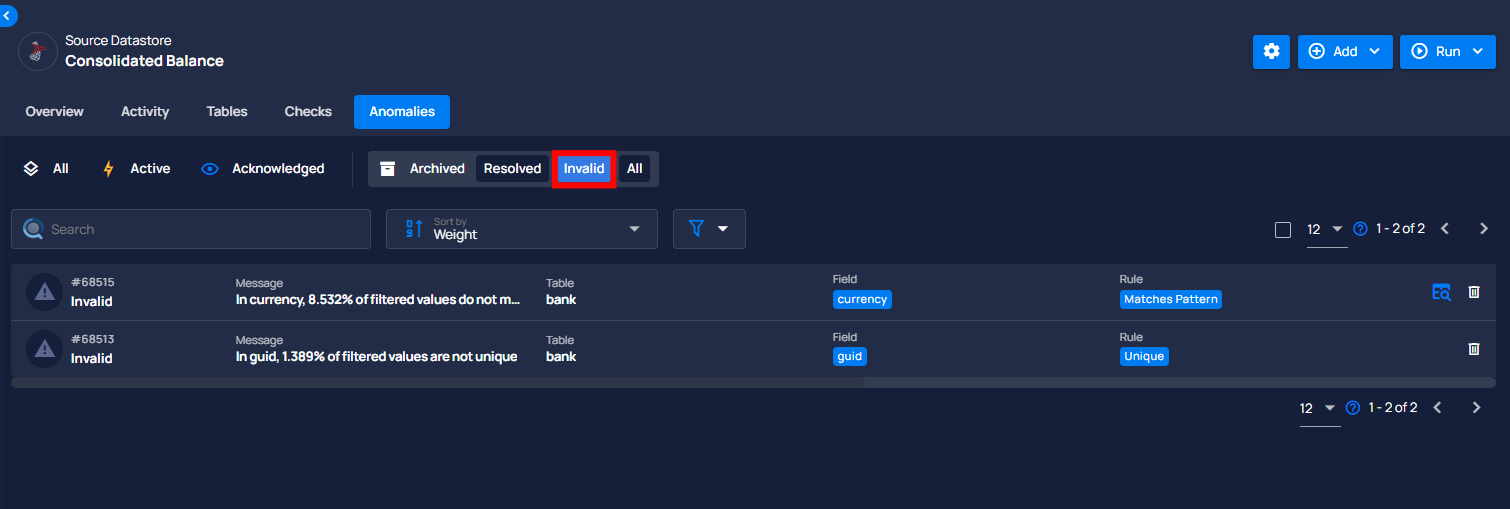 Source Datastore
Consolidated Balance
Add
Run
Overview
Activity
Tables
Checks
Anomalies
All
Active
Acknowledged
Archived
Resolved
Invalid
All
Search
Sort by
Weight
12
1 - 2 of 2
#68515
Invalid
Message
In currency, 8.532% of filtered values do not m...
Table
bank
Field
currency
Rule
Matches Pattern
#68513
Invalid
Message
In guid, 1.389% of filtered values are not unique
Table
bank
Field
guid
Rule
Unique
12
1 - 2 of 2